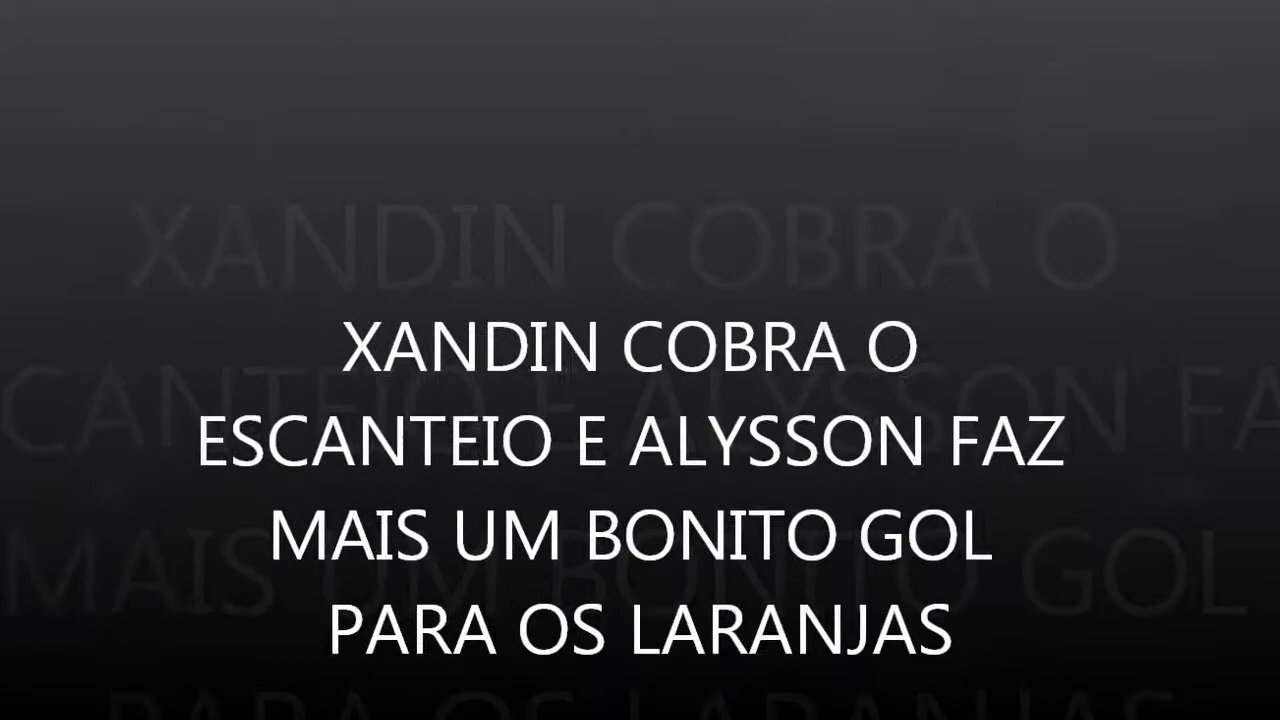 XANDIN COBRA O
ESCANTEIO E ALYSSON FAZ
MAIS UM BONITO GOL
PARA OS LARANJAS